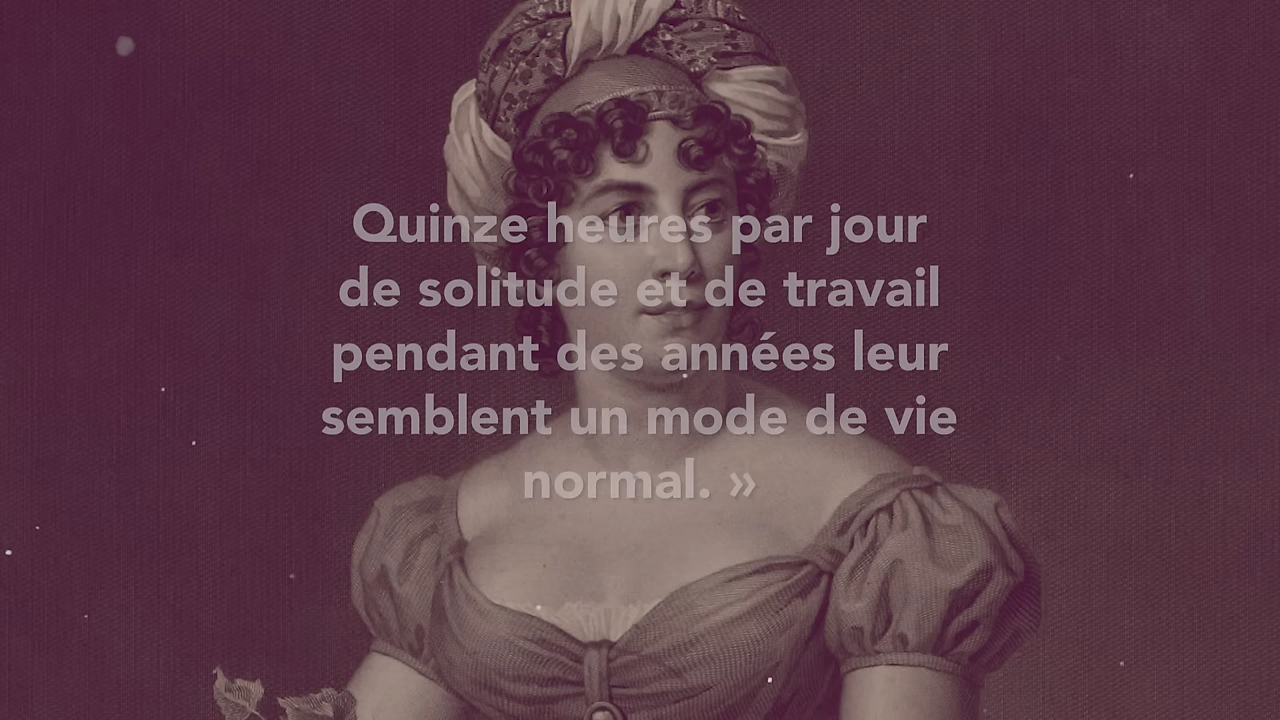 Quinze heures par jour
de solitude et de travail
pendant des années leur
semblent un mode de vie
normal. »